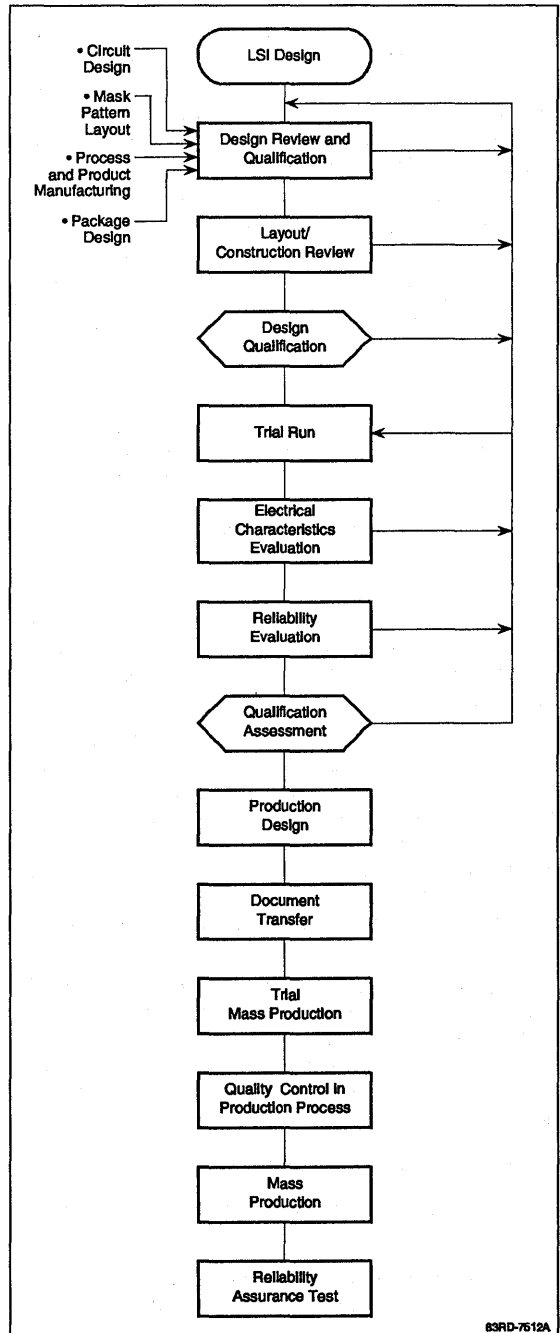 LSI Design
• Circuit
Design
• Mask
Pattern
Layout
• Process
and Product
Manufacturing
• Package
Design
Design Review and
Qualification
Layout/
Construction Review
Design
Qualification
Trial Run
Electrical
Characteristics
Evaluation
Reliability
Evaluation
Qualification
Assessment
Production
Design
Document
Transfer
Trial
Mass Production
Quality Control in
Production Process
Mass
Production
Reliability
Assurance Test
83RD-7512A